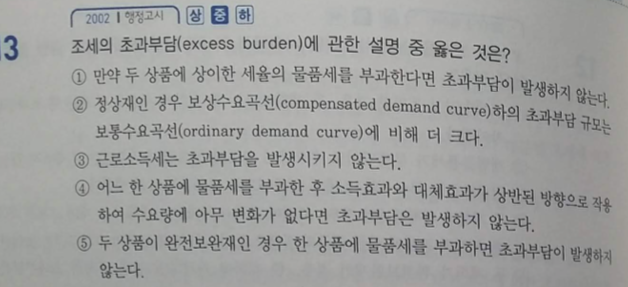 2002 | 행정고시 상 중 하
3 조세의 초과부담(excess burden)에 관한 설명 중 옳은 것은?
① 만약 두 상품에 상이한 세율의 물품세를 부과한다면 초과부담이 발생하지 않는다.
② 정상재인 경우 보상수요곡선(compensated demand curve)하의 초과부담 규모는
보통수요곡선(ordinary demand curve)에 비해 더 크다.
③ 근로소득세는 초과부담을 발생시키지 않는다.
④ 어느 한 상품에 물품세를 부과한 후 소득효과와 대체효과가 상반된 방향으로 작용
하여 수요량에 아무 변화가 없다면 초과부담은 발생하지 않는다.
⑤ 두 상품이 완전보완재인 경우 한 상품에 물품세를 부과하면 초과부담이 발생하지
않는다.